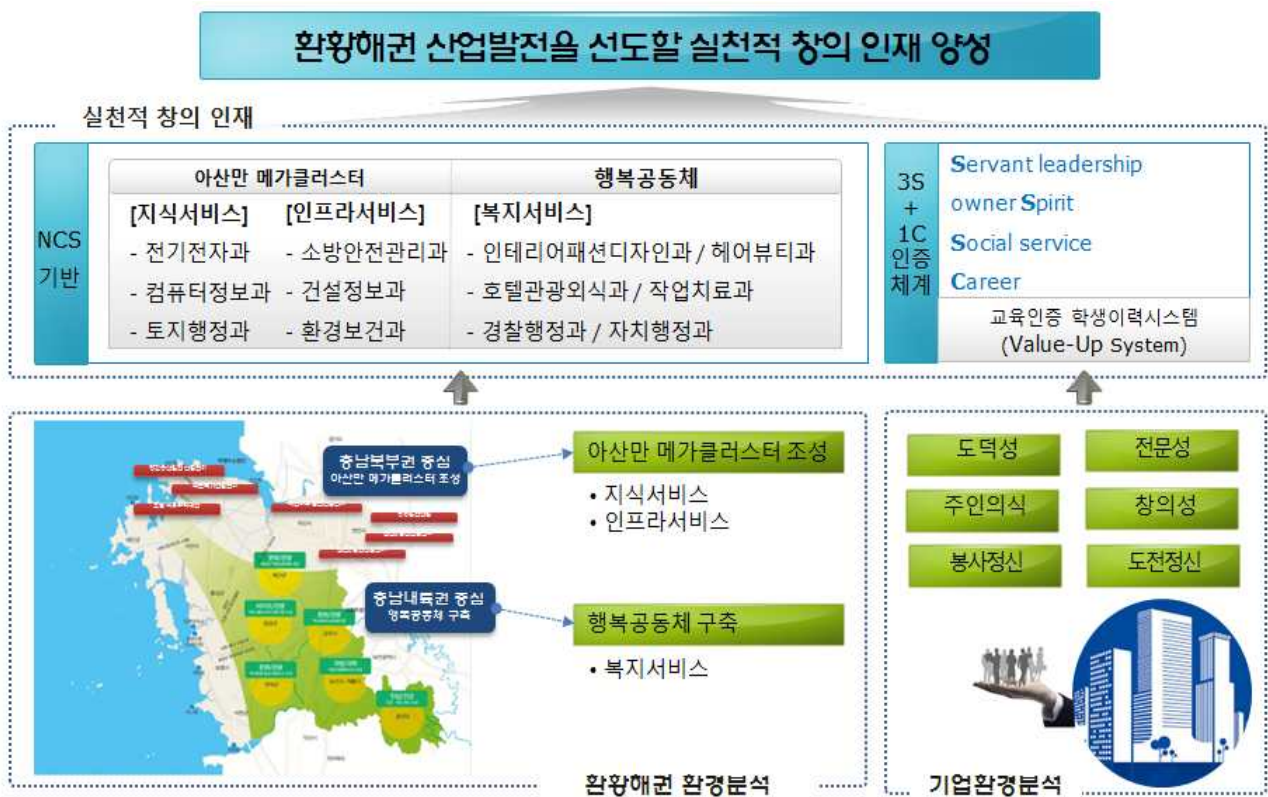 환황해권 산업발전을 선도할 실천적 창의 인재 양성
실천적 창의 인재
NCS
기반
아산만 메가클러스터
행복공동체
[지식서비스]
[인프라서비스]
[복지서비스]
- 전기전자과
- 소방안전관리과
- 인테리어패션디자인과 / 헤어뷰티과
- 컴퓨터정보과
- 건설정보과
- 호텔관광외식과 / 작업치료과
- 토지행정과
- 환경보건과
- 경찰행정과 / 자치행정과
3S
+
1C
인증
체계
Servant leadership
owner Spirit
Social service
Career
교육인증 학생이력시스템
(Value-Up System)
충남북부권 중심
아산만 메가클러스터 조성
충남내륙권 중심
행복공동체 구축
아산만 메가클러스터 조성
• 지식서비스
• 인프라서비스
행복공동체 구축
• 복지서비스
환황해권 환경분석
도덕성
전문성
주인의식
창의성
봉사정신
도전정신
기업환경분석